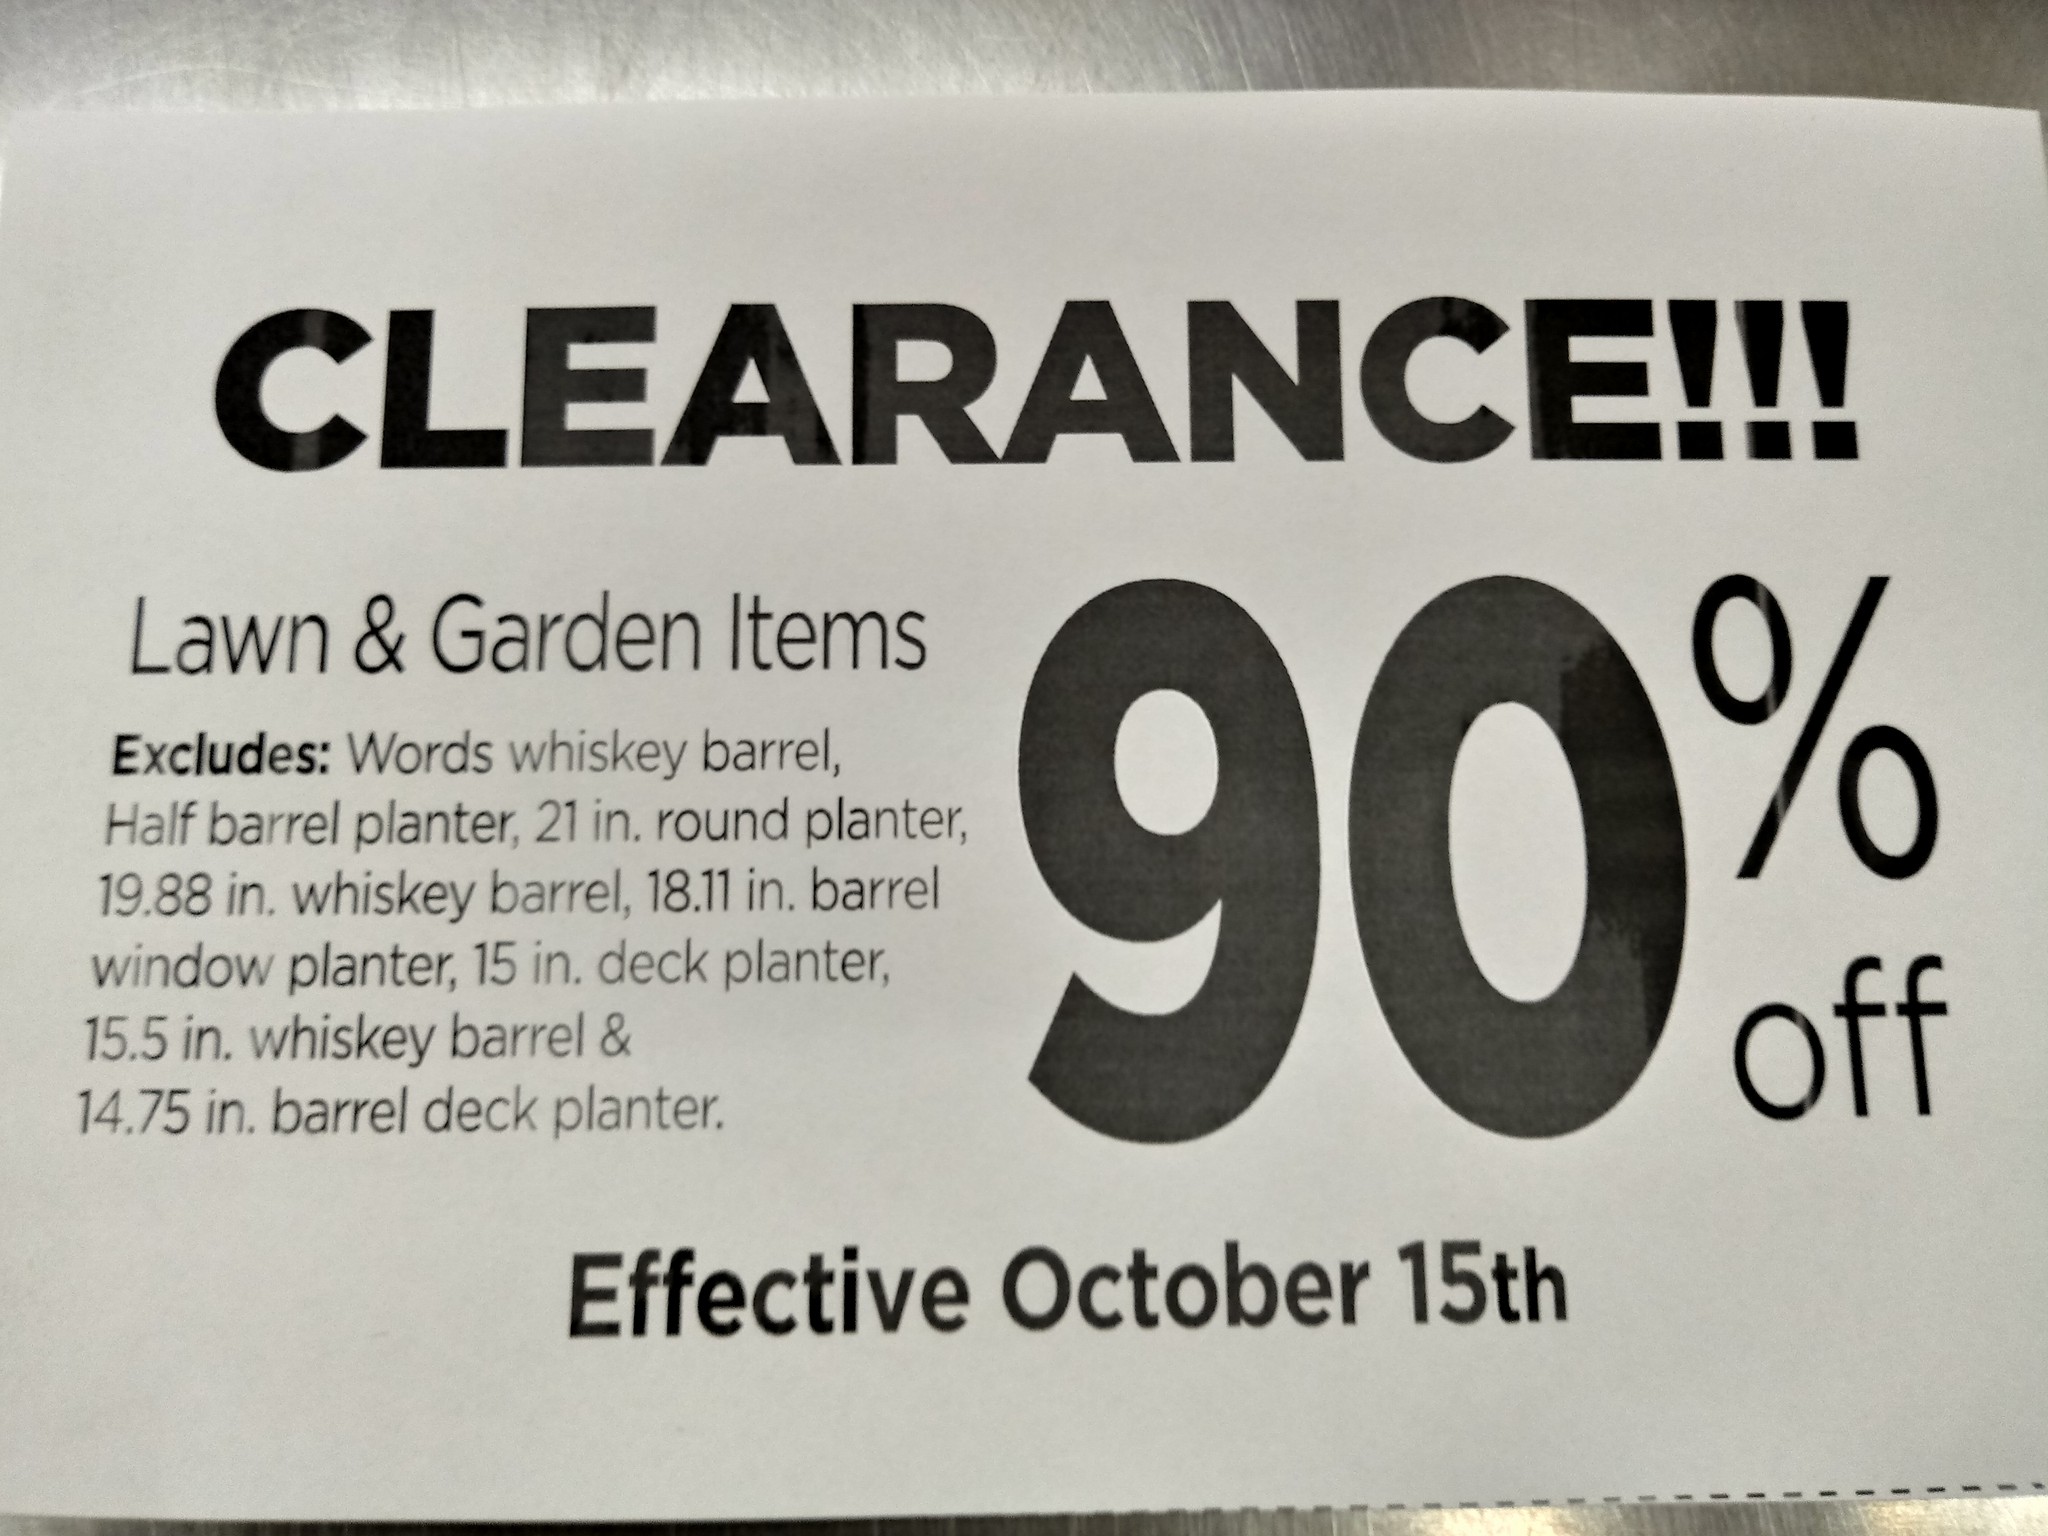 CLEARANCE!!!
Lawn & Garden Items
Excludes: Words whiskey barrel,
Half barrel planter, 21 in. round planter,
19.88 in. whiskey barrel, 18.11 in. barrel
window planter, 15 in. deck planter,
15.5 in. whiskey barrel &
14.75 in. barrel deck planter.
90%
off
Effective October 15th